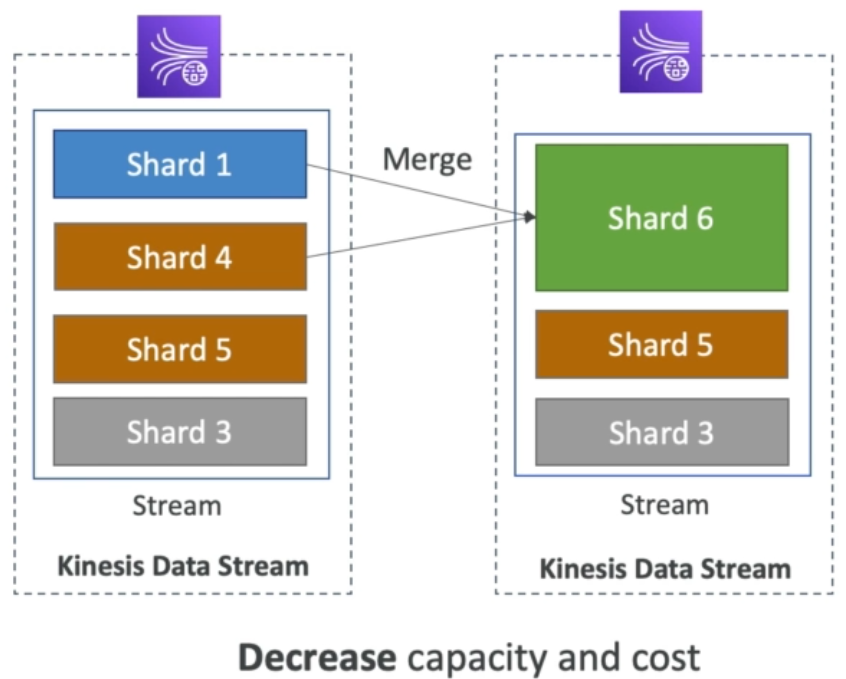 Shard 1
Shard 4
Shard 5
Shard 3
Stream
Kinesis Data Stream
Merge
Shard 6
Shard 5
Shard 3
Stream
Kinesis Data Stream
Decrease capacity and cost